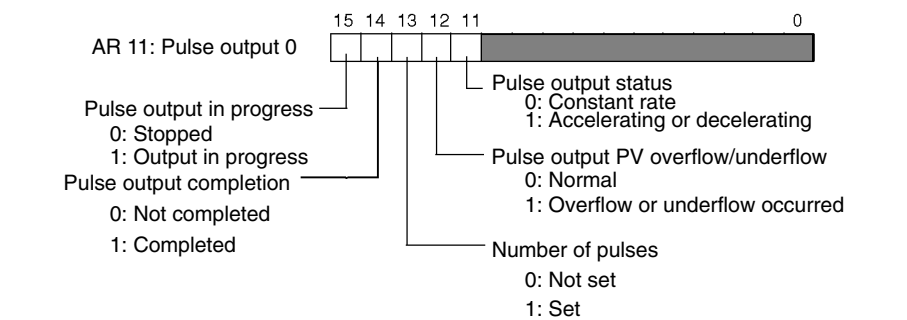 15 14 13 12 11 0
AR 11: Pulse output 0
Pulse output in progress
0: Stopped
1: Output in progress
Pulse output completion
0: Not completed
1: Completed
Pulse output status
0: Constant rate
1: Accelerating or decelerating
Pulse output PV overflow/underflow
0: Normal
1: Overflow or underflow occurred
Number of pulses
0: Not set
1: Set